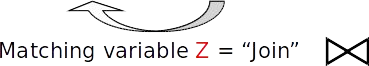 Matching variable Z = “Join” ⋈